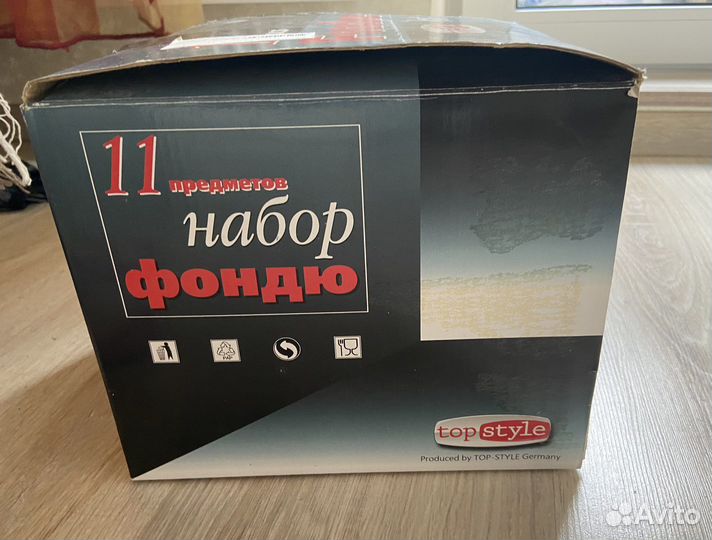 11 предметов
набор
фондю
PAP
top style
Produced by TOP-STYLE Germany
Avito